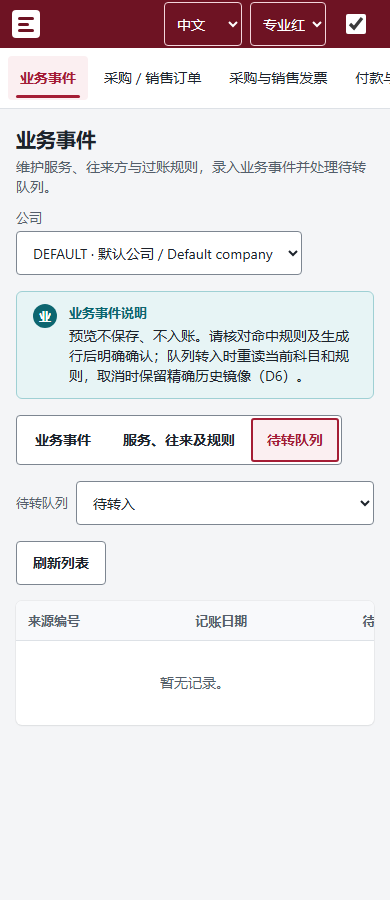 中文 专业红
业务事件 采购 / 销售订单 采购与销售发票 付款与
业务事件
维护服务、往来方与过账规则，录入业务事件并处理待转
队列。
公司
DEFAULT · 默认公司 / Default company
业 业务事件说明
预览不保存、不入账。请核对命中规则及生成
行后明确确认；队列转入时重读当前科目和规
则，取消时保留精确历史镜像（D6）。
业务事件 服务、往来及规则 待转队列
待转队列 待转入
刷新列表
来源编号 记账日期 待
暂无记录。